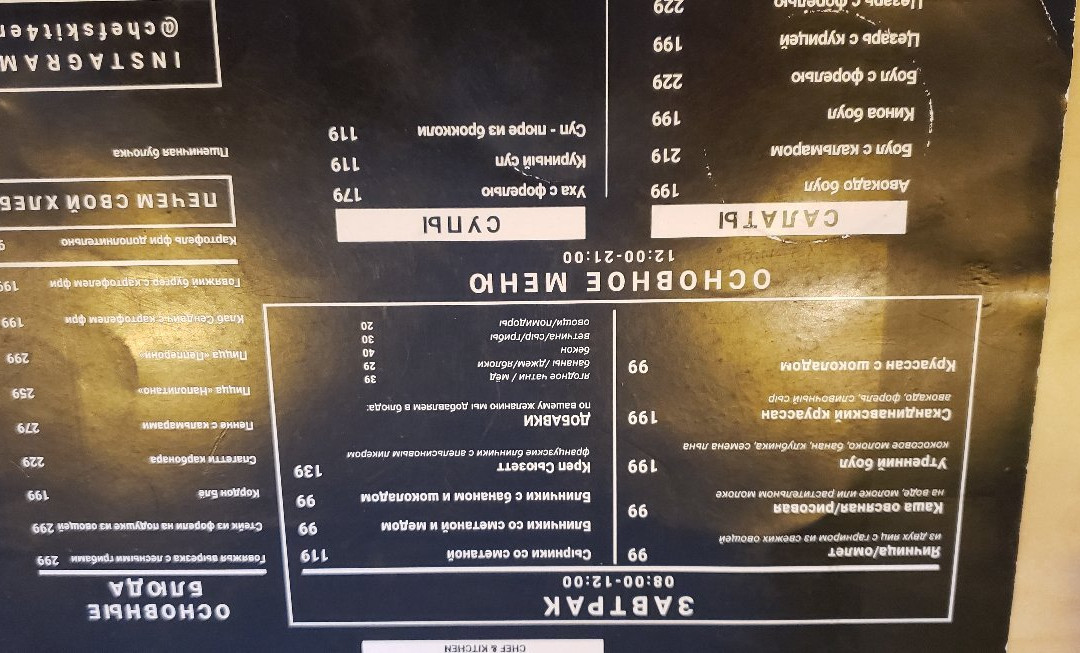 CHEF & KITCHEN
ЗАВТРАК
08:00-12:00
Яичница/омлет 99
из двух яиц с гарниром из свежих овощей
Каша овсяная/рисовая 99
на воде, молоке или растительном молоке
Утренний боул 199
кокосовое молоко, банан, клубника, семена льна
Скандинавский круассан 199
авокадо, форель, сливочный сыр
Круассан с шоколадом 99
Сырники со сметаной 119
Блинчики со сметаной и медом 99
Блинчики с бананом и шоколадом 99
Креп Сьюзетт 139
французские блинчики с апельсиновым ликером
ДОБАВКИ
по вашему желанию мы добавляем в блюда:
ягодное чатни / мёд 39
бананы /джем/яблоки 29
бекон 40
ветчина/сыр/грибы 30
овощи/помидоры 20
ОСНОВНОЕ МЕНЮ
12:00-21:00
САЛАТЫ
Авокадо боул 199
Боул с кальмаром 219
Киноа боул 199
Боул с форелью 229
Цезарь с курицей 199
Цезарь с форелью 229
СУПЫ
Уха с форелью 179
Куриный суп 119
Суп - пюре из брокколи 119
ОСНОВНЫЕ
БЛЮДА
Говяжья вырезка с лесными грибами 299
Стейк из форели на подушке из овощей 299
Кордон блё 199
Спагетти карбонара 229
Пенне с кальмарами 279
Пицца «Наполитано» 259
Пицца «Пепперони» 299
Клаб Сендвич с картофелем фри 199
Говяжий бургер с картофелем фри 199
Картофель фри дополнительно
ПЕЧЕМ СВОЙ ХЛЕБ
Пшеничная булочка
INSTAGRAM
@chefskit4en